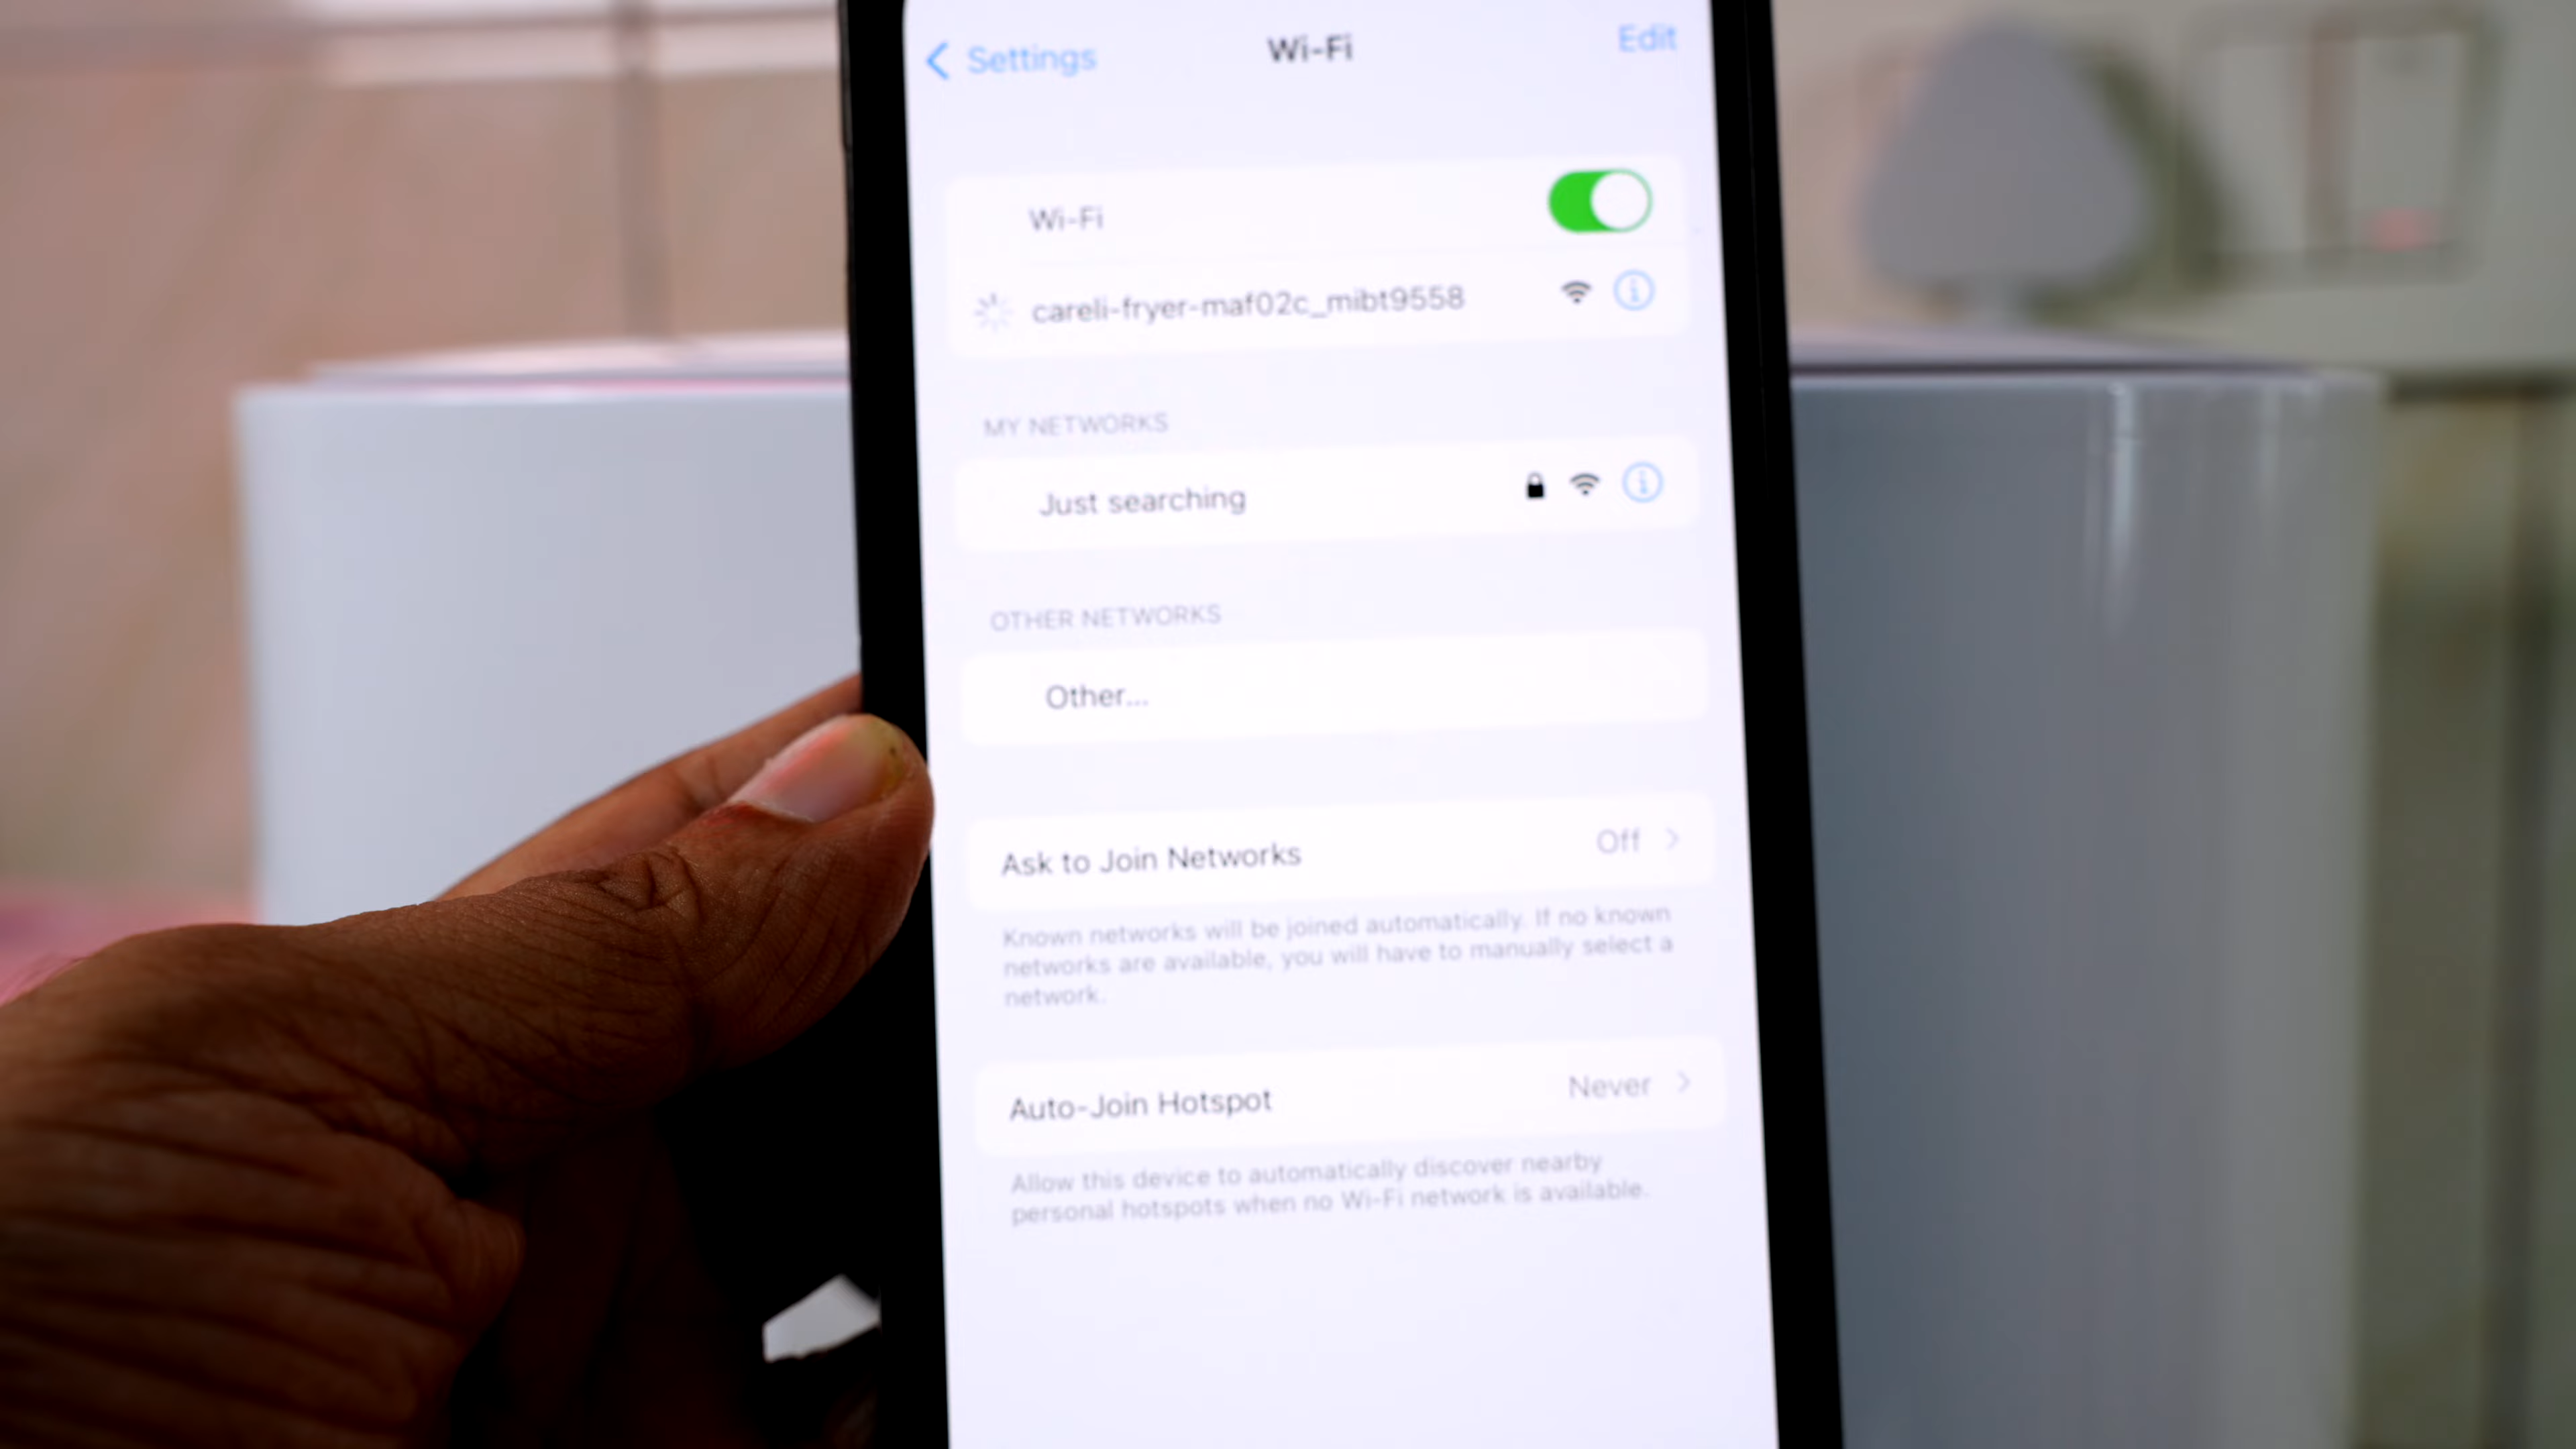 Settings
Wi-Fi
Edit
Wi-Fi
careli-fryer-maf02c_mibt9558
MY NETWORKS
Just searching
OTHER NETWORKS
Other...
Ask to Join Networks
Off
Known networks will be joined automatically. If no known
networks are available, you will have to manually select a
network.
Auto-Join Hotspot
Never
Allow this device to automatically discover nearby
personal hotspots when no Wi-Fi network is available.